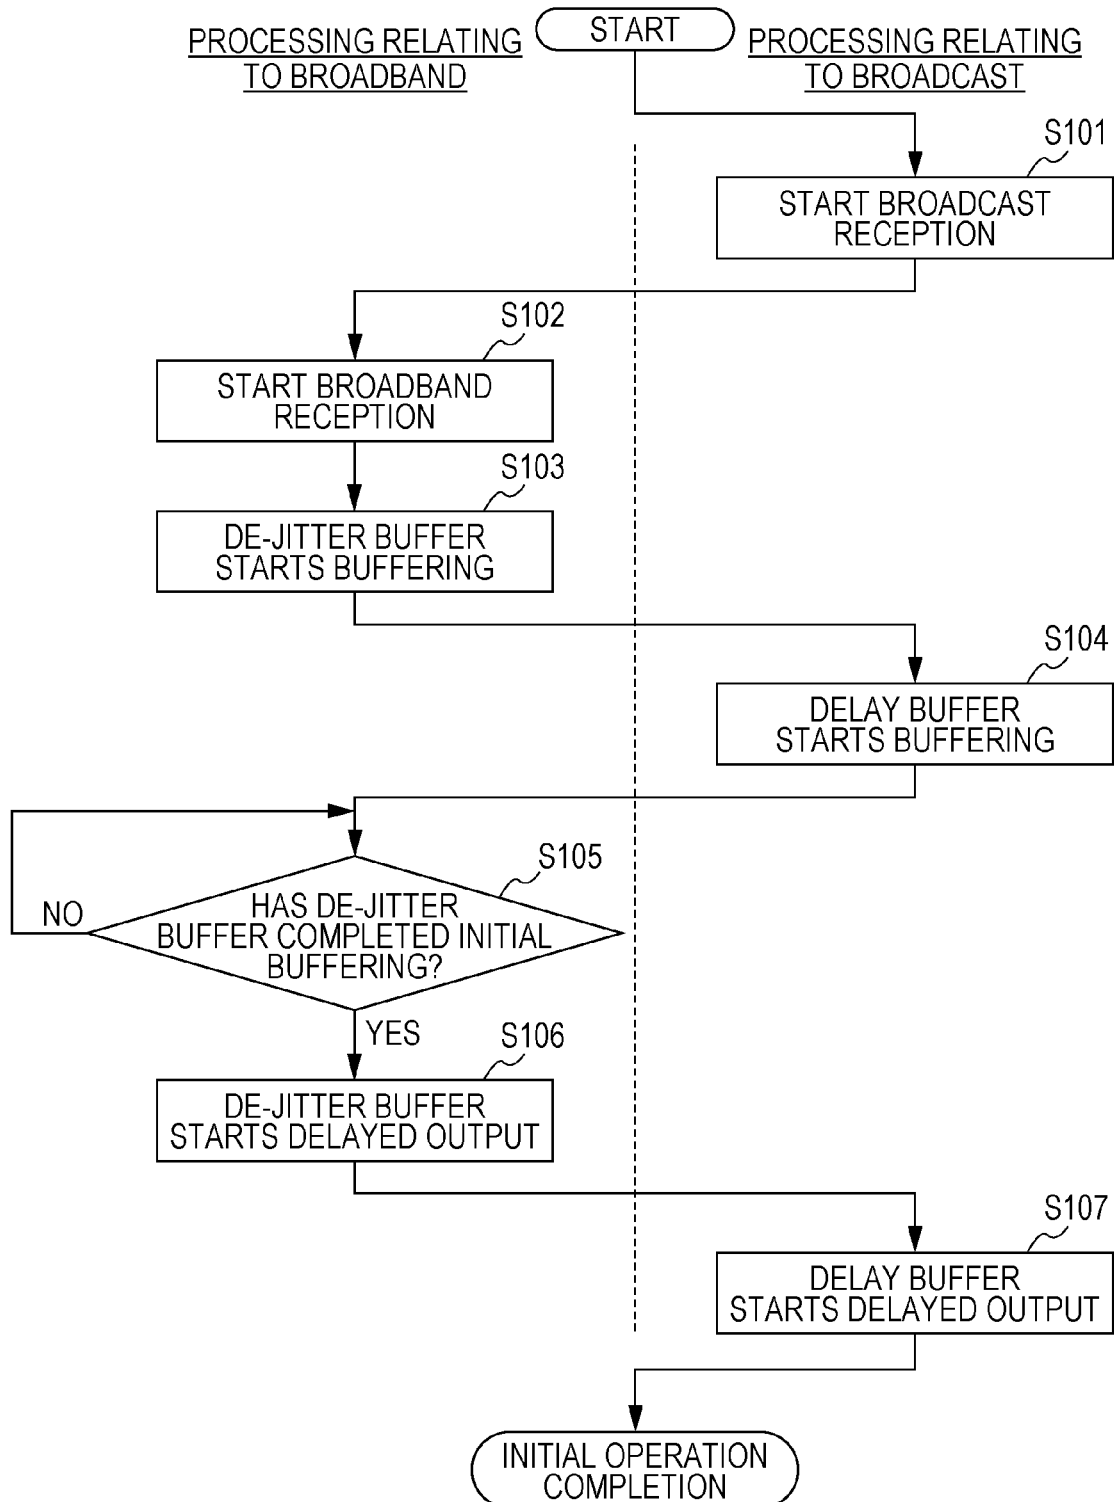 START
PROCESSING RELATING
TO BROADBAND
PROCESSING RELATING
TO BROADCAST
S101
START BROADCAST
RECEPTION
S102
START BROADBAND
RECEPTION
S103
DE-JITTER BUFFER
STARTS BUFFERING
S104
DELAY BUFFER
STARTS BUFFERING
S105
HAS DE-JITTER
BUFFER COMPLETED INITIAL
BUFFERING?
NO
YES
S106
DE-JITTER BUFFER
STARTS DELAYED OUTPUT
S107
DELAY BUFFER
STARTS DELAYED OUTPUT
INITIAL OPERATION
COMPLETION